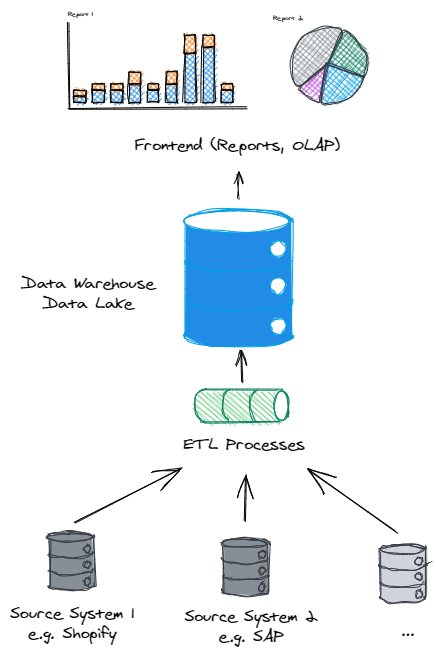 Report 1
Report 2
Frontend (Reports, OLAP)
Data Warehouse
Data Lake
ETL Processes
Source System 1
e.g. Shopify
Source System 2
e.g. SAP
...